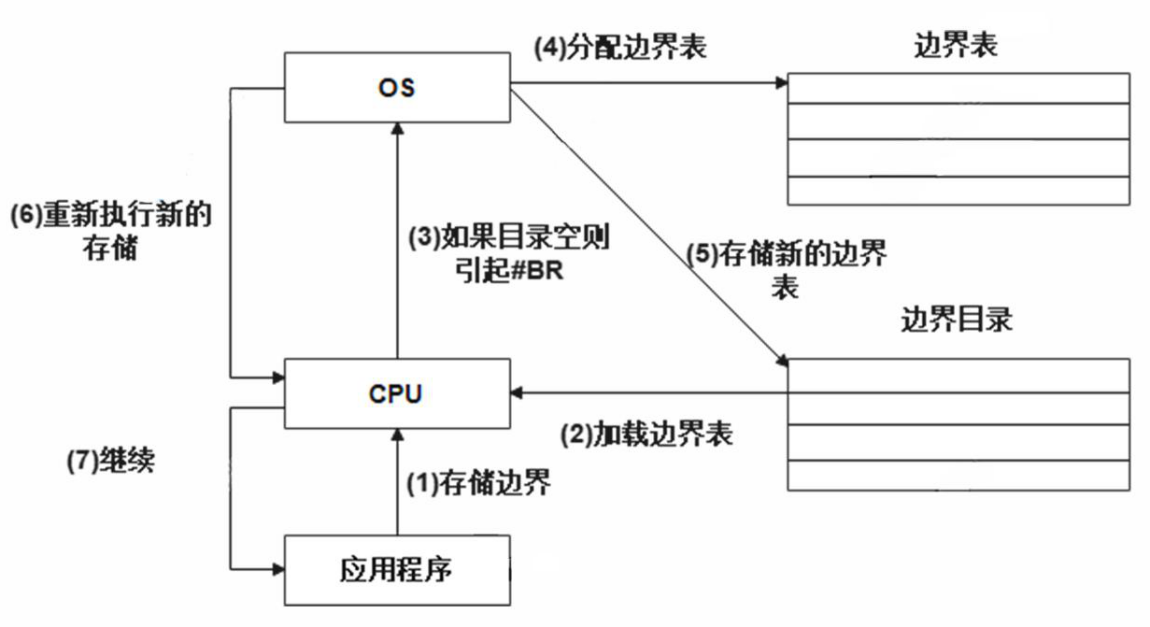 (4)分配边界表
边界表
OS
(6)重新执行新的
存储
(3)如果目录空则
引起#BR
(5)存储新的边界
表
边界目录
CPU
(2)加载边界表
(7)继续
(1)存储边界
应用程序